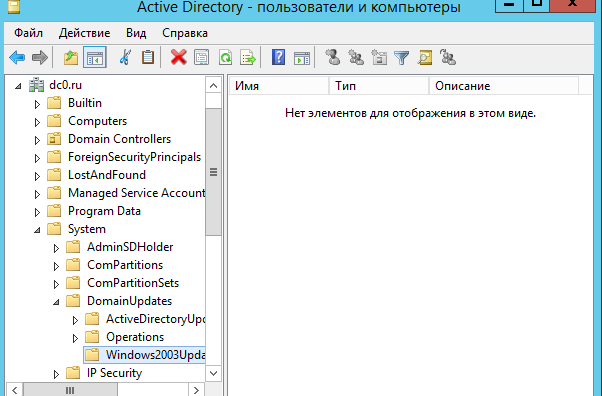 Active Directory - пользователи и компьютеры
Файл Действие Вид Справка
dc0.ru
Builtin
Computers
Domain Controllers
ForeignSecurityPrincipals
LostAndFound
Managed Service Account
Program Data
System
AdminSDHolder
ComPartitions
ComPartitionSets
DomainUpdates
ActiveDirectoryUpd
Operations
Windows2003Upda
IP Security
Имя Тип Описание
Нет элементов для отображения в этом виде.